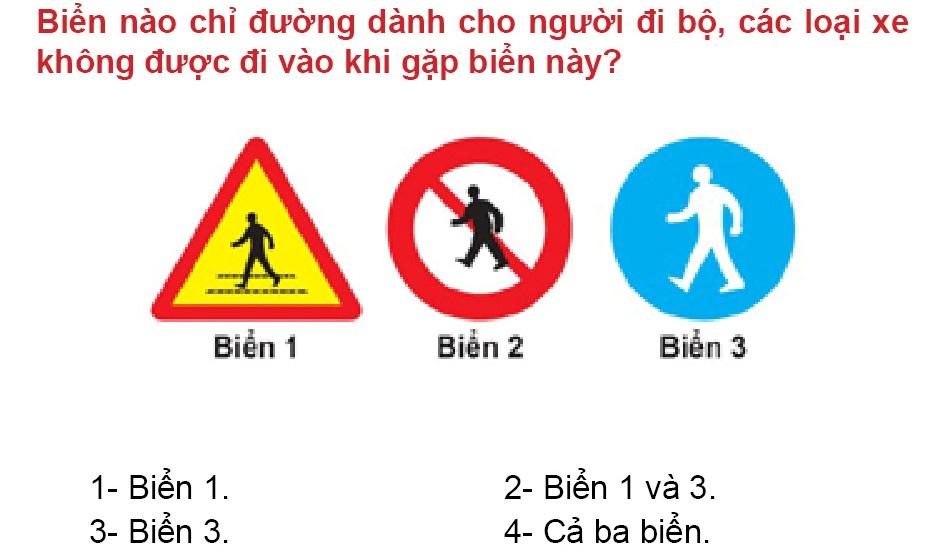 Biển nào chỉ đường dành cho người đi bộ, các loại xe
không được đi vào khi gặp biển này?
Biển 1 Biển 2 Biển 3
1- Biển 1. 2- Biển 1 và 3.
3- Biển 3. 4- Cả ba biển.